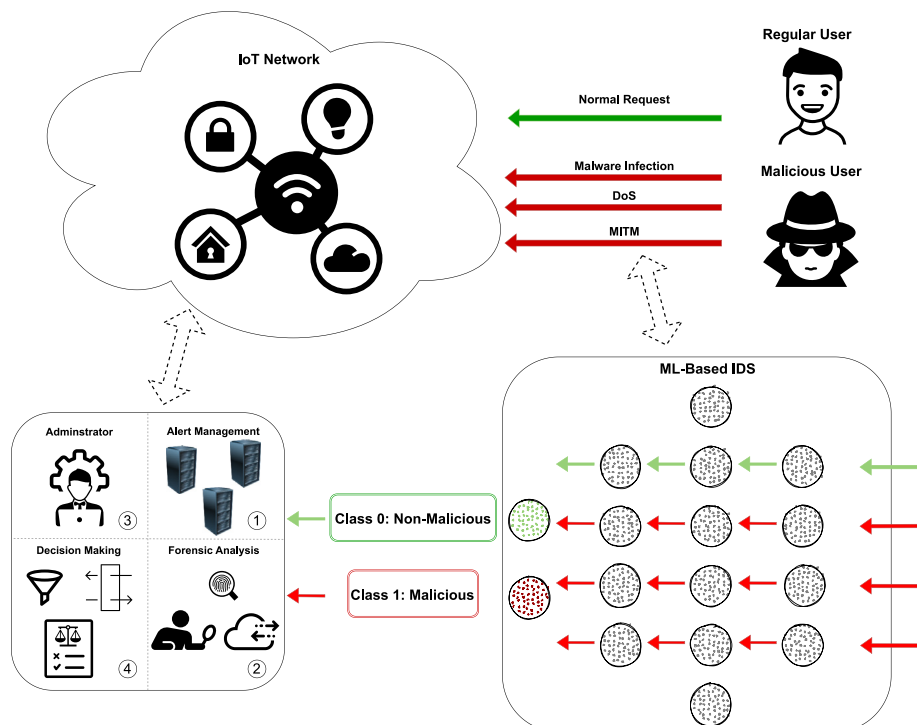 Regular User
IoT Network
Normal Request
Malware Infection
Malicious User
DoS
MITM
ML-Based IDS
Adminstrator
Alert Management
3
1
Class 0: Non-Malicious
Decision Making
Forensic Analysis
Class 1: Malicious
4
2